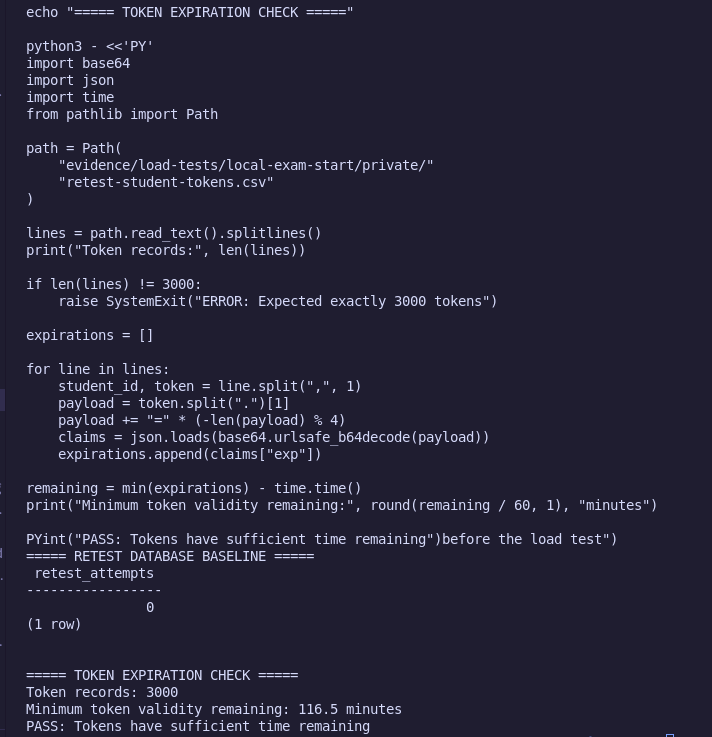 echo "===== TOKEN EXPIRATION CHECK ====="

python3 - <<'PY'
import base64
import json
import time
from pathlib import Path

path = Path(
    "evidence/load-tests/local-exam-start/private/"
    "retest-student-tokens.csv"
)

lines = path.read_text().splitlines()
print("Token records:", len(lines))

if len(lines) != 3000:
    raise SystemExit("ERROR: Expected exactly 3000 tokens")

expirations = []

for line in lines:
    student_id, token = line.split(",", 1)
    payload = token.split(".")[1]
    payload += "=" * (-len(payload) % 4)
    claims = json.loads(base64.urlsafe_b64decode(payload))
    expirations.append(claims["exp"])

remaining = min(expirations) - time.time()
print("Minimum token validity remaining:", round(remaining / 60, 1), "minutes")

PYint("PASS: Tokens have sufficient time remaining")before the load test")
===== RETEST DATABASE BASELINE =====
 retest_attempts
-----------------
               0
(1 row)


===== TOKEN EXPIRATION CHECK =====
Token records: 3000
Minimum token validity remaining: 116.5 minutes
PASS: Tokens have sufficient time remaining